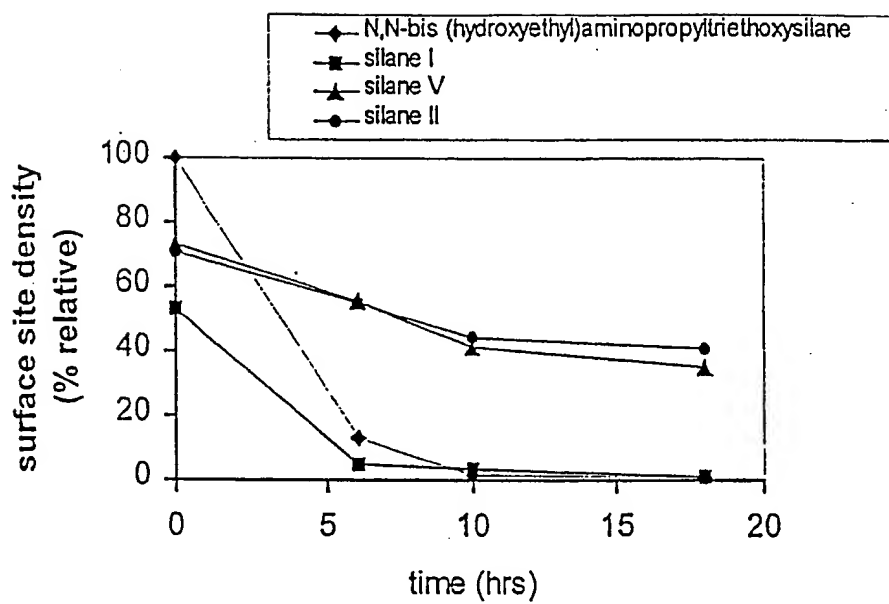 N,N-bis (hydroxyethyl)aminopropyltriethoxysilane
silane I
silane V
silane II
surface site density
(% relative)
100
80
60
40
20
0
0
5
10
15
20
time (hrs)